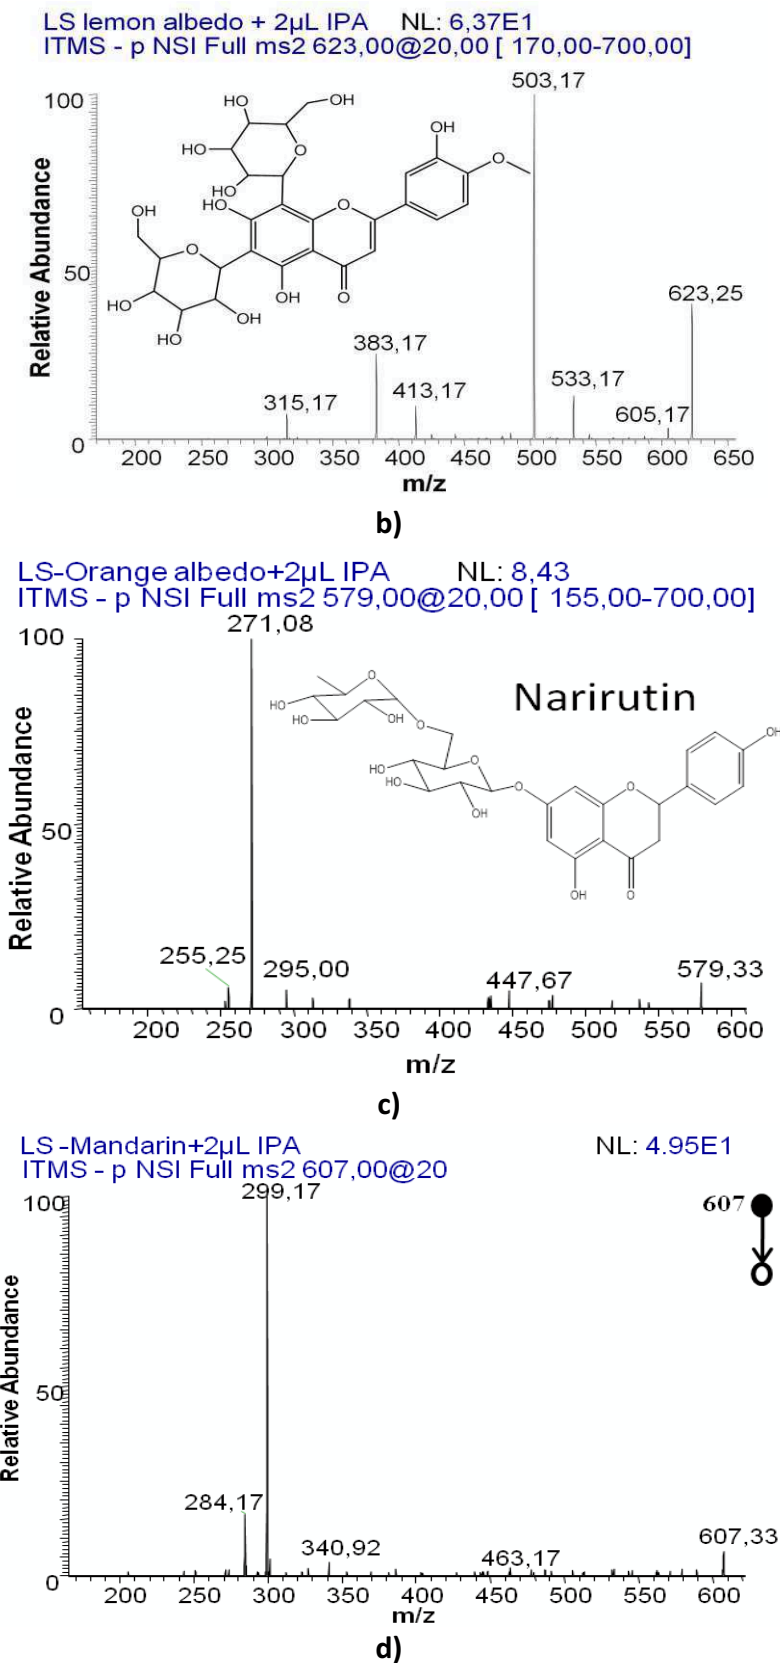 LS lemon albedo + 2µL IPA NL: 6,37E1
ITMS - p NSI Full ms2 623,00@20,00 [ 170,00-700,00]
503,17
100
HO
OH
OH
HO
O
O
HO
HO
O
OH
O
50
HO
OH
O
OH
HO
623,25
383,17
533,17
413,17
315,17
605,17
0
Relative Abundance
200 250 300 350 400 450 500 550 600 650
m/z
b)
LS-Orange albedo+2µL IPA NL: 8,43
ITMS - p NSI Full ms2 579,00@20,00 [ 155,00-700,00]
271,08
100
Narirutin
O
HO
HO
OH
O
OH
O
HO
HO
O
O
OH
OH
O
50
255,25
295,00
447,67
579,33
0
Relative Abundance
200 250 300 350 400 450 500 550 600
m/z
c)
LS -Mandarin+2µL IPA NL: 4.95E1
ITMS - p NSI Full ms2 607,00@20
299,17
100
607
50
284,17
340,92
463,17
607,33
0
Relative Abundance
200 250 300 350 400 450 500 550 600
m/z
d)